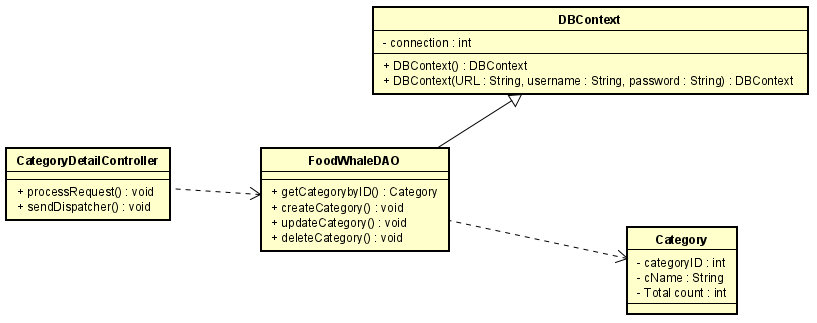 DBContext
- connection : int
+ DBContext() : DBContext
+ DBContext(URL : String, username : String, password : String) : DBContext
CategoryDetailController
+ processRequest() : void
+ sendDispatcher() : void
FoodWhaleDAO
+ getCategorybyID() : Category
+ createCategory() : void
+ updateCategory() : void
+ deleteCategory() : void
Category
- categoryID : int
- cName : String
- Total count : int